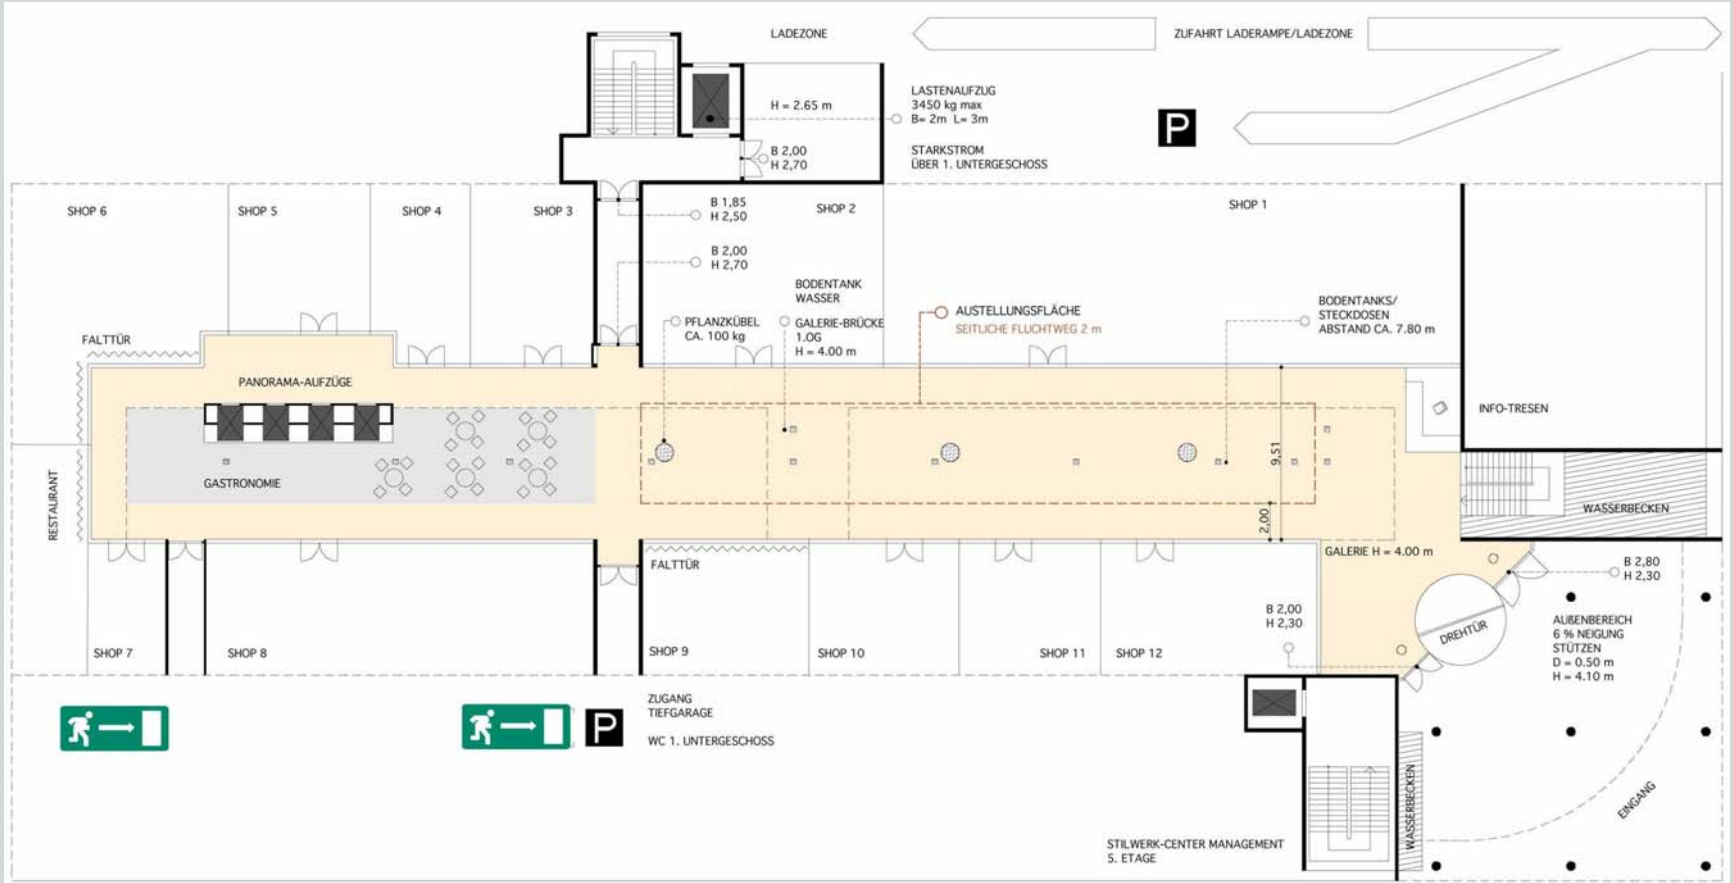 LADEZONE
ZUFAHRT LADERAMPE/LADEZONE
H = 2.65 m
LASTENAUFZUG
3450 kg max
B= 2m L= 3m
STARKSTROM
ÜBER 1. UNTERGESCHOSS
P
B 2,00
H 2,70
SHOP 6
SHOP 5
SHOP 4
SHOP 3
B 1,85
H 2,50
SHOP 2
SHOP 1
B 2,00
H 2,70
BODENTANK
WASSER
PFLANZKÜBEL
CA. 100 kg
GALERIE-BRÜCKE
1.OG
H = 4.00 m
AUSTELLUNGSFLÄCHE
SEITLICHE FLUCHTWEG 2 m
BODENTANKS/
STECKDOSEN
ABSTAND CA. 7.80 m
FALTTÜR
PANORAMA-AUFZÜGE
INFO-TRESEN
GASTRONOMIE
RESTAURANT
9,51
2,00
WASSERBECKEN
GALERIE H = 4.00 m
FALTTÜR
B 2,80
H 2,30
B 2,00
H 2,30
DREHTÜR
AUßENBEREICH
6 % NEIGUNG
STÜTZEN
D = 0.50 m
H = 4.10 m
SHOP 7
SHOP 8
SHOP 9
SHOP 10
SHOP 11
SHOP 12
P
ZUGANG
TIEFGARAGE
WC 1. UNTERGESCHOSS
WASSERBECKEN
EINGANG
STILWERK-CENTER MANAGEMENT
5. ETAGE